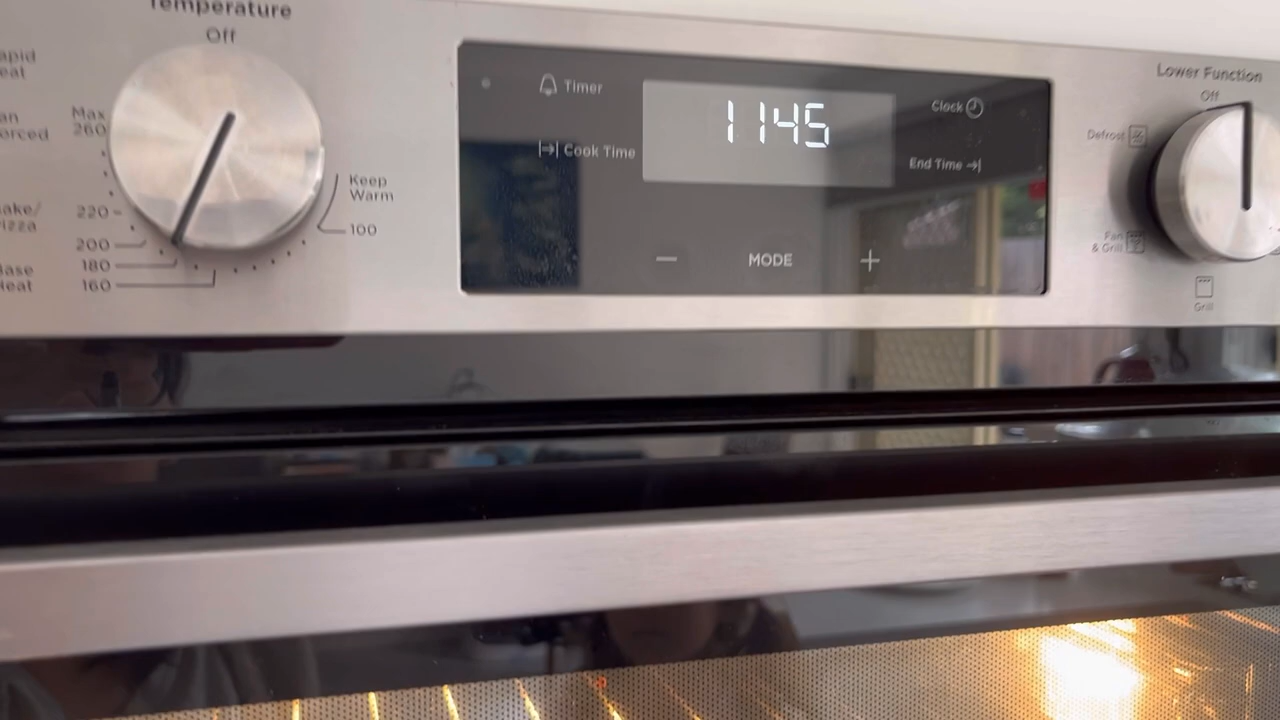 Temperature
Off
Max
260
220
200
180
160
Keep
Warm
100
Timer
Cook Time
1145
Clock
End Time
MODE
Lower Function
Off
Defrost
Fan
& Grill
Grill